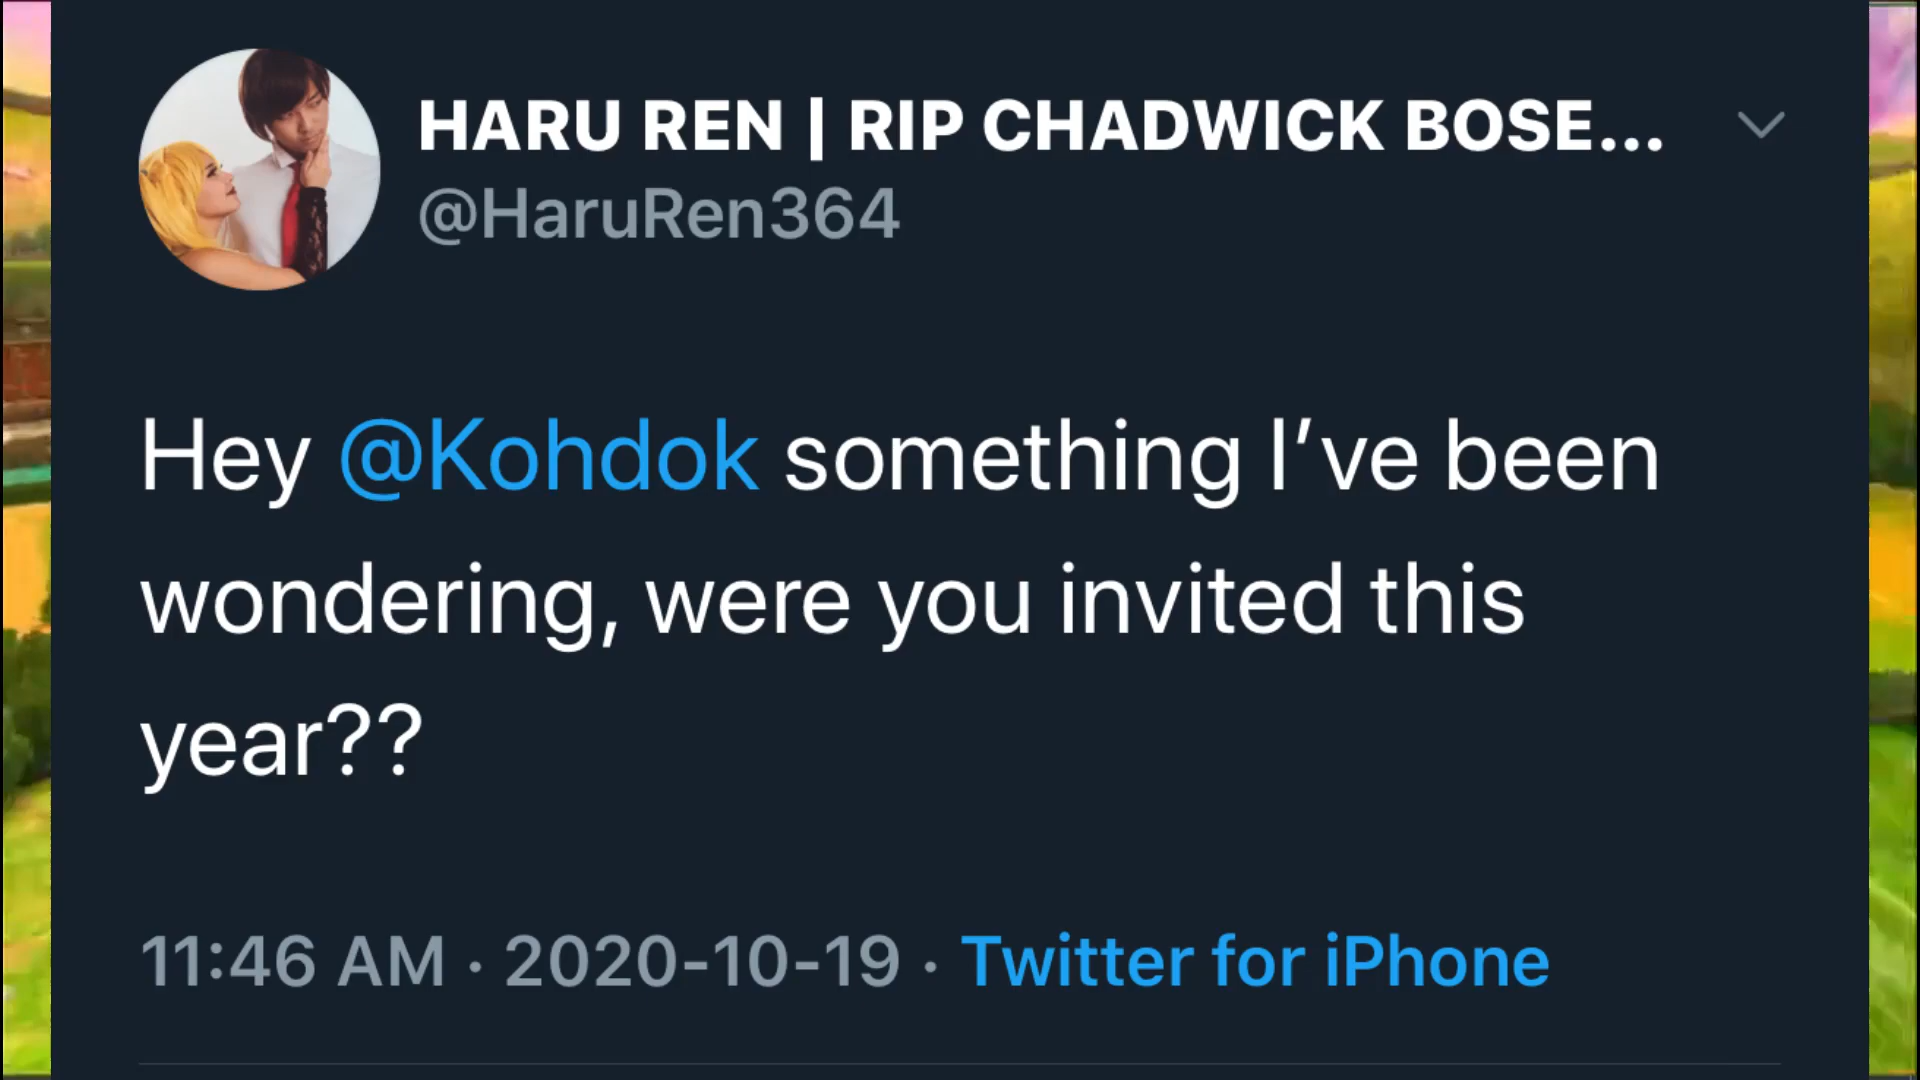 HARU REN | RIP CHADWICK BOSE...
@HaruRen364
Hey @Kohdok something I’ve been
wondering, were you invited this
year??
11:46 AM · 2020-10-19 · Twitter for iPhone